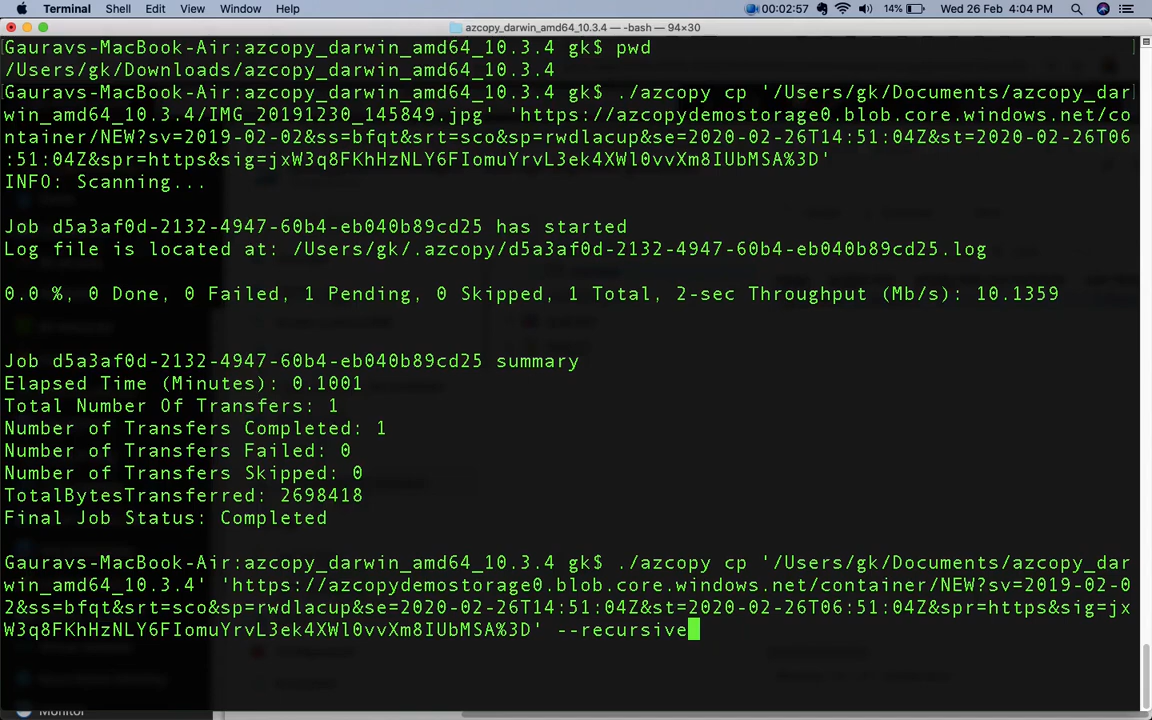 Terminal Shell Edit View Window Help 00:02:57 14% Wed 26 Feb 4:04 PM
azcopy_darwin_amd64_10.3.4 — -bash — 94×30
Gauravs-MacBook-Air:azcopy_darwin_amd64_10.3.4 gk$ pwd
/Users/gk/Downloads/azcopy_darwin_amd64_10.3.4
Gauravs-MacBook-Air:azcopy_darwin_amd64_10.3.4 gk$ ./azcopy cp '/Users/gk/Documents/azcopy_dar
win_amd64_10.3.4/IMG_20191230_145849.jpg' 'https://azcopydemostorage0.blob.core.windows.net/co
ntainer/NEW?sv=2019-02-02&ss=bfqt&srt=sco&sp=rwdlacup&se=2020-02-26T14:51:04Z&st=2020-02-26T06
:51:04Z&spr=https&sig=jxW3q8FKhHzNLY6FIomuYrvL3ek4XWl0vvXm8IUbMSA%3D'
INFO: Scanning...
Job d5a3af0d-2132-4947-60b4-eb040b89cd25 has started
Log file is located at: /Users/gk/.azcopy/d5a3af0d-2132-4947-60b4-eb040b89cd25.log
0.0 %, 0 Done, 0 Failed, 1 Pending, 0 Skipped, 1 Total, 2-sec Throughput (Mb/s): 10.1359
Job d5a3af0d-2132-4947-60b4-eb040b89cd25 summary
Elapsed Time (Minutes): 0.1001
Total Number Of Transfers: 1
Number of Transfers Completed: 1
Number of Transfers Failed: 0
Number of Transfers Skipped: 0
TotalBytesTransferred: 2698418
Final Job Status: Completed
Gauravs-MacBook-Air:azcopy_darwin_amd64_10.3.4 gk$ ./azcopy cp '/Users/gk/Documents/azcopy_dar
win_amd64_10.3.4' 'https://azcopydemostorage0.blob.core.windows.net/container/NEW?sv=2019-02-0
2&ss=bfqt&srt=sco&sp=rwdlacup&se=2020-02-26T14:51:04Z&st=2020-02-26T06:51:04Z&spr=https&sig=jx
W3q8FKhHzNLY6FIomuYrvL3ek4XWl0vvXm8IUbMSA%3D' --recursive
Monitor